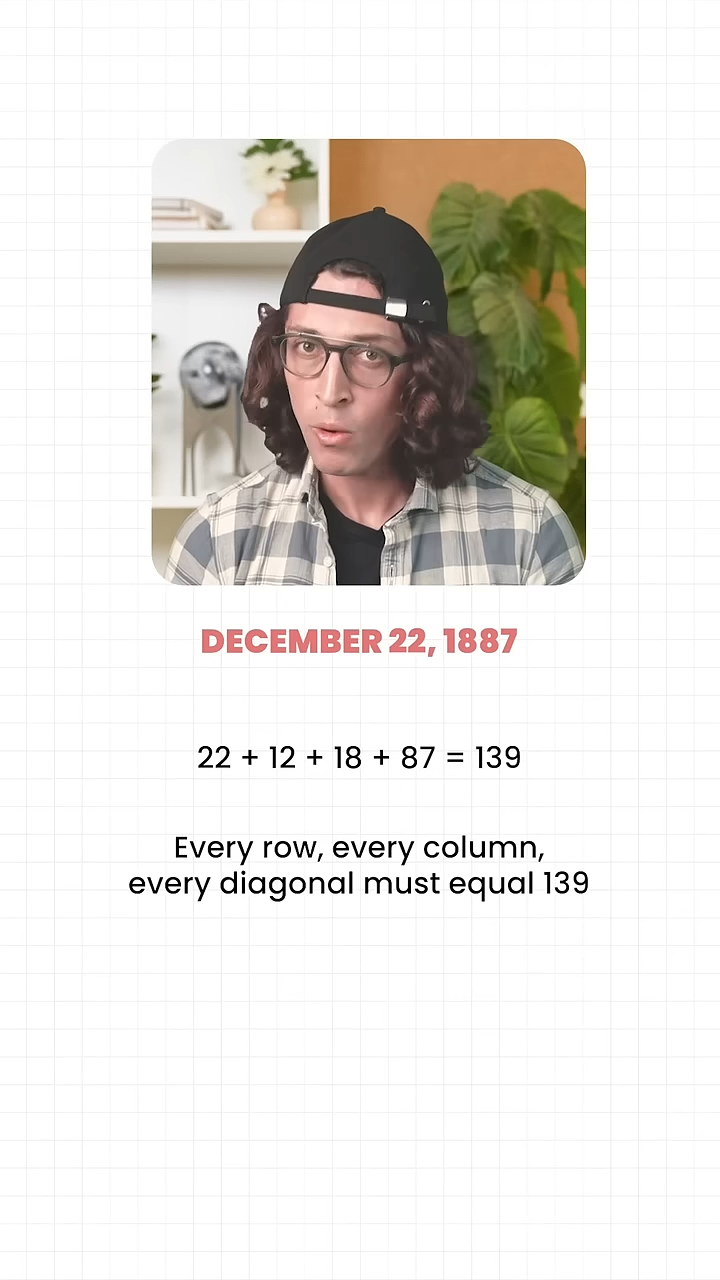 DECEMBER 22, 1887
22 + 12 + 18 + 87 = 139
Every row, every column,
every diagonal must equal 139